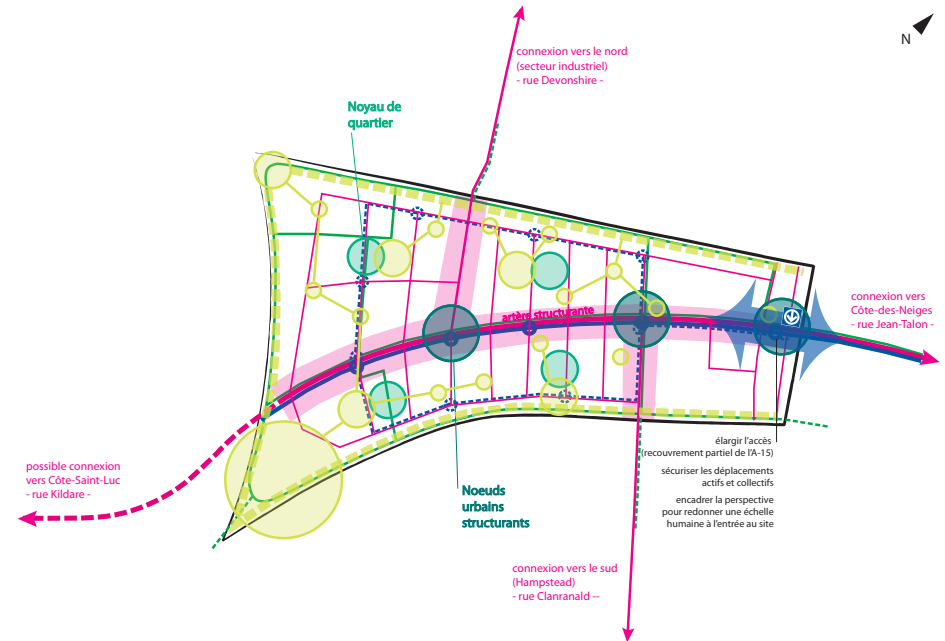 N
connexion vers le nord
(secteur industriel)
- rue Devonshire -
Noyau de
quartier
artère structurante
connexion vers
Côte-des-Neiges
- rue Jean-Talon -
élargir l'accès
(recouvrement partiel de l'A-15)
sécuriser les déplacements
actifs et collectifs
encadrer la perspective
pour redonner une échelle
humaine à l'entrée au site
possible connexion
vers Côte-Saint-Luc
- rue Kildare -
Noeuds
urbains
structurants
connexion vers le sud
(Hampstead)
- rue Clanranald --